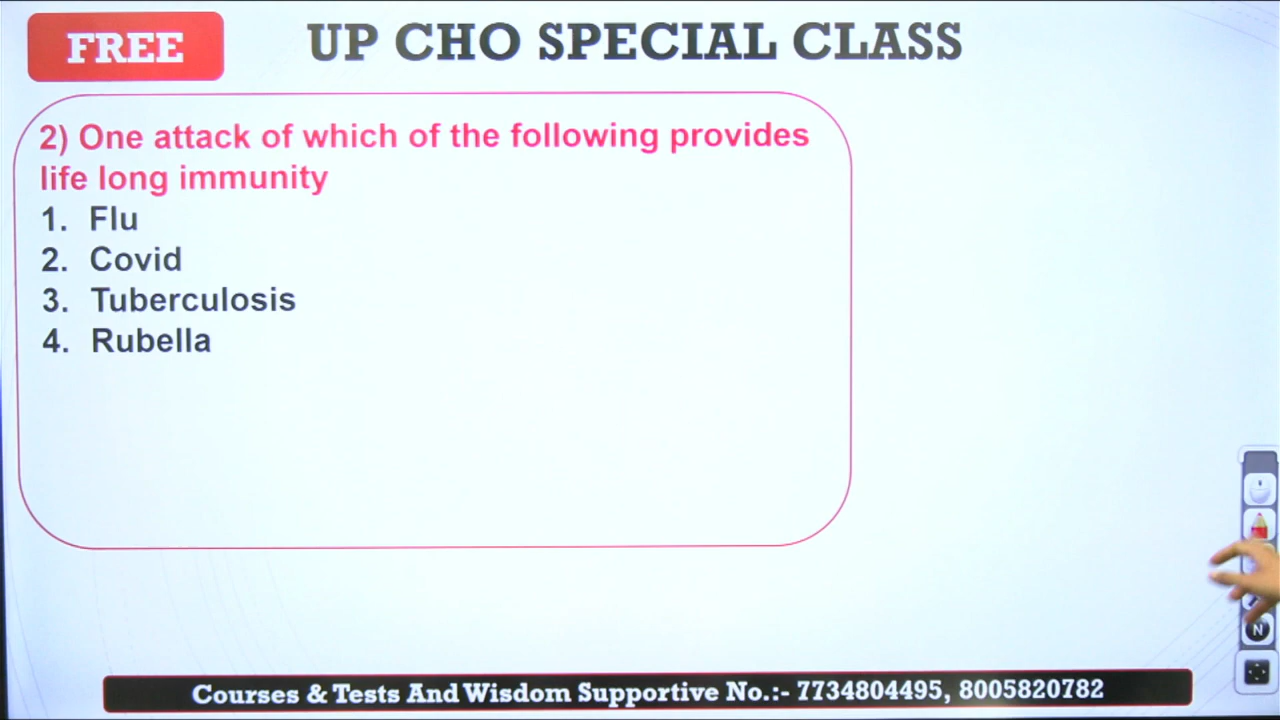 FREE
UP CHO SPECIAL CLASS
2) One attack of which of the following provides
life long immunity
1. Flu
2. Covid
3. Tuberculosis
4. Rubella
N
Courses & Tests And Wisdom Supportive No.:- 7734804495, 8005820782